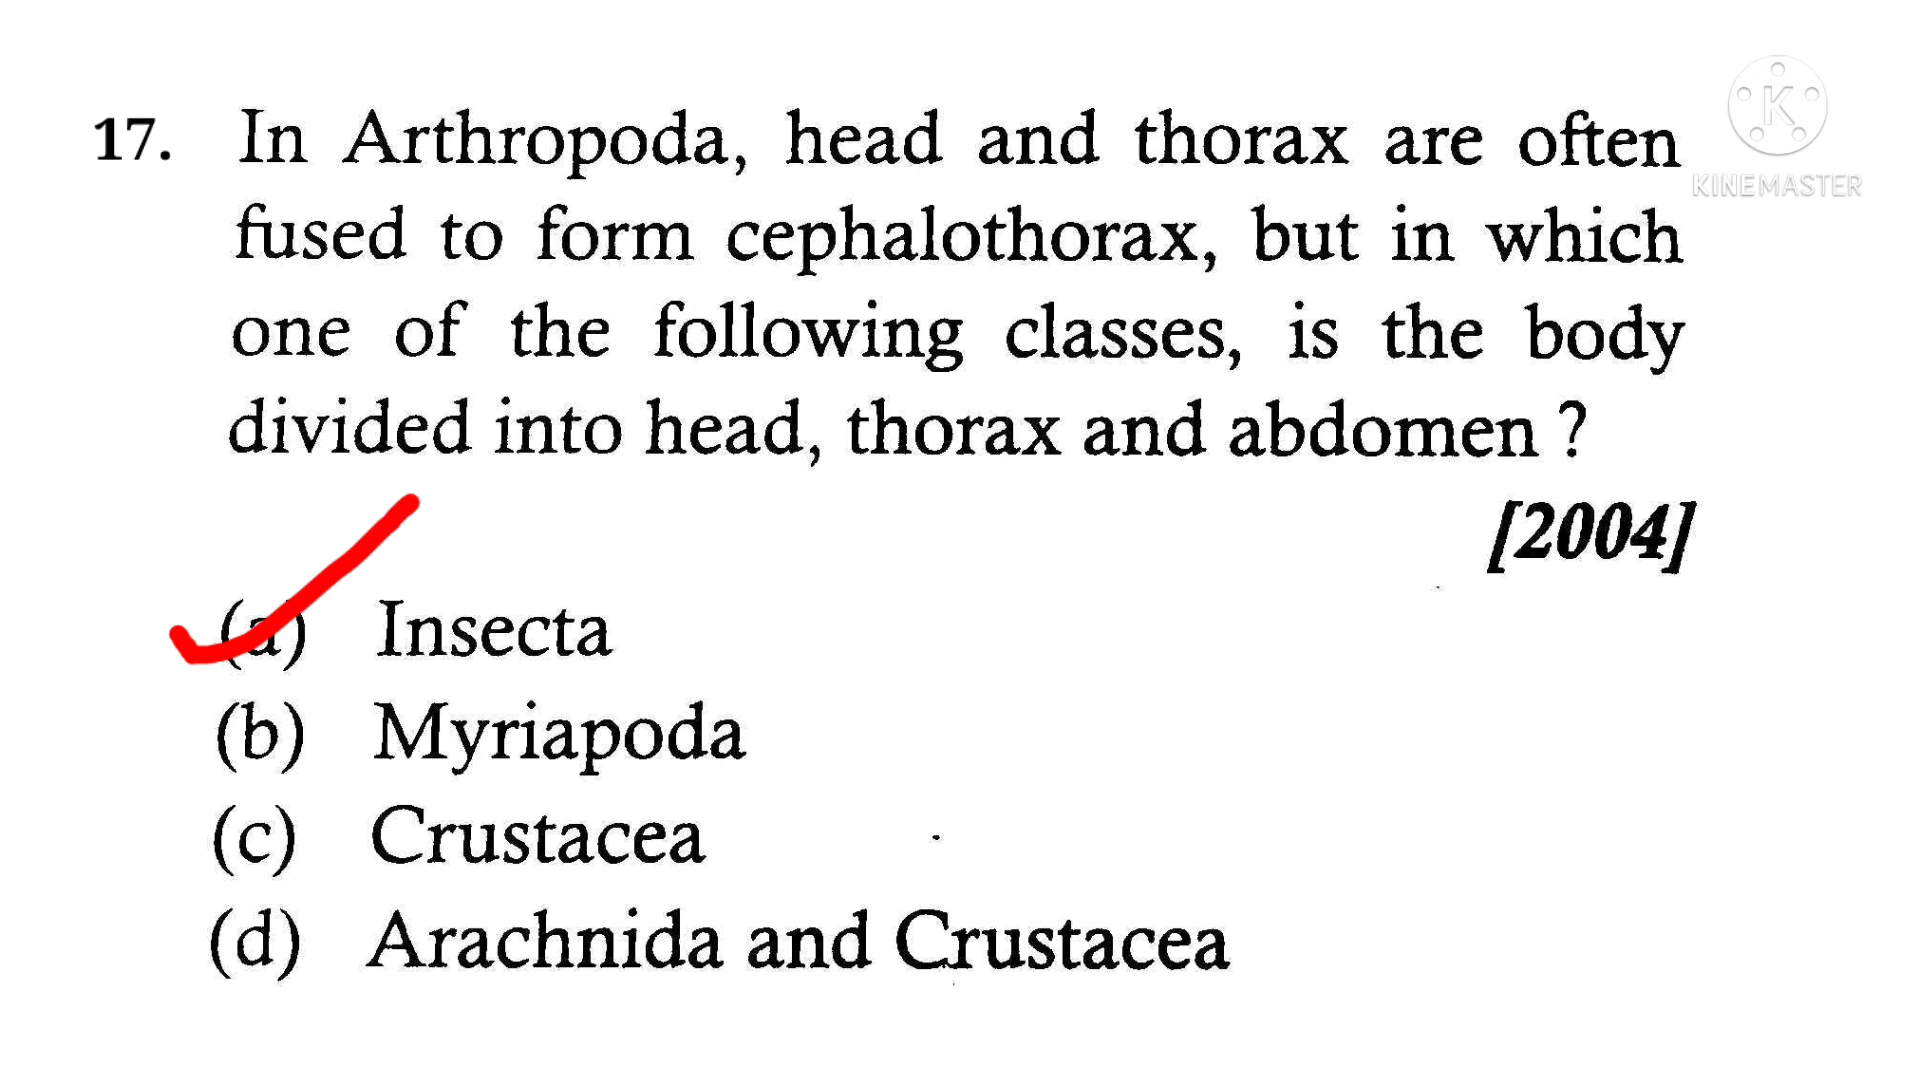 17. In Arthropoda, head and thorax are often
fused to form cephalothorax, but in which
one of the following classes, is the body
divided into head, thorax and abdomen ?
[2004]
(a) Insecta
(b) Myriapoda
(c) Crustacea
(d) Arachnida and Crustacea
K
KINEMASTER